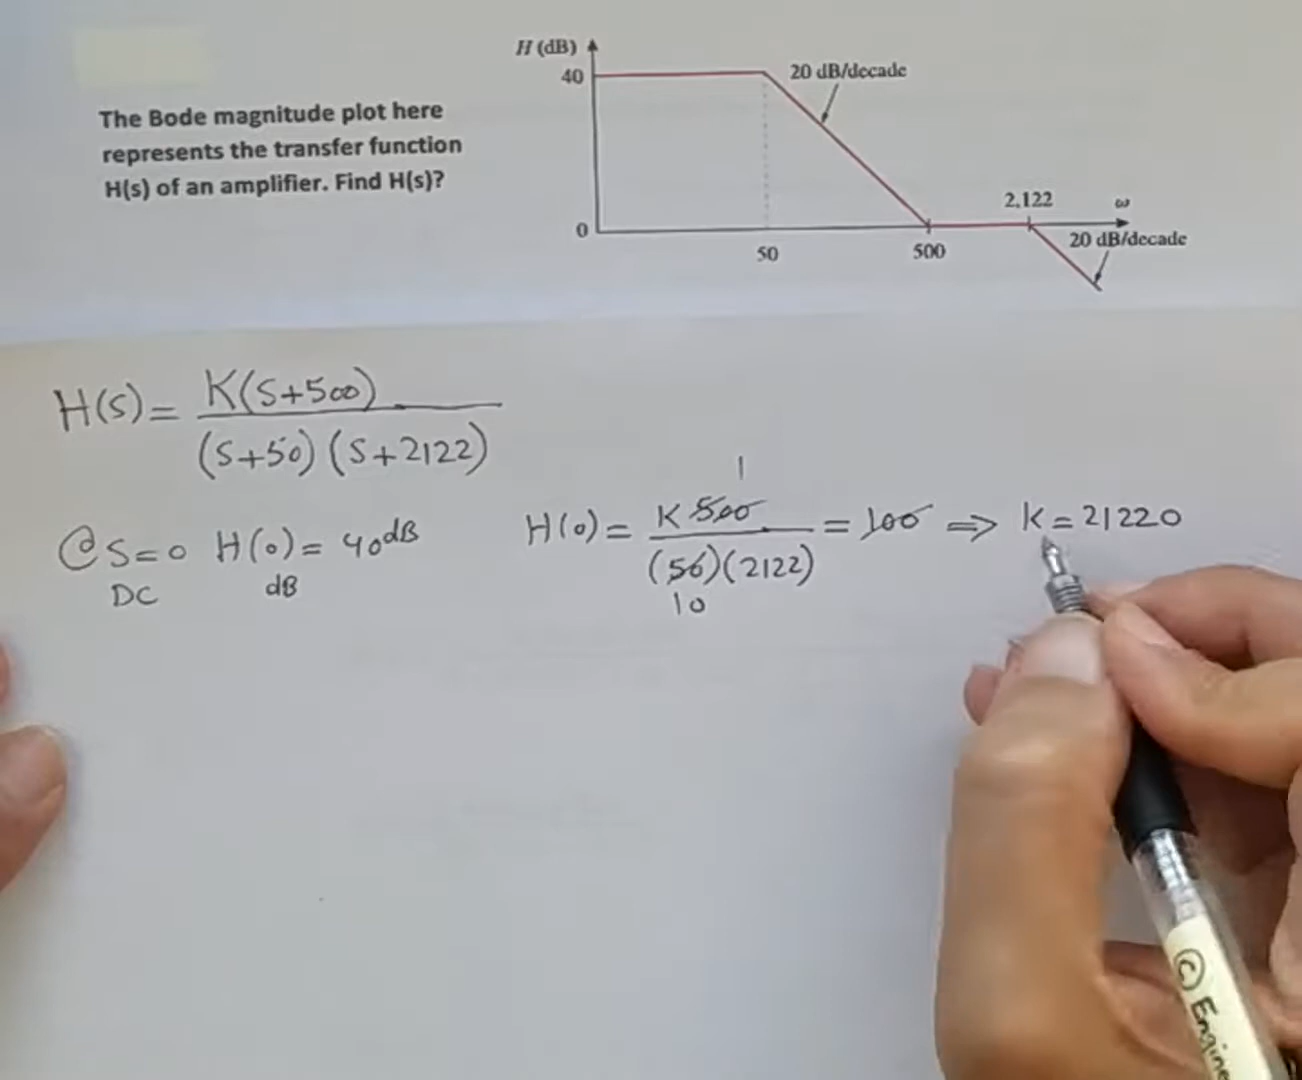 The Bode magnitude plot here
represents the transfer function
H(s) of an amplifier. Find H(s)?
H (dB)
40
20 dB/decade
0
50
500
2,122
ω
20 dB/decade
H(s) = K(s+500)
(s+50) (s+2122)
@ s=0 H(0) = 40 dB
DC dB
H(0) = K 500 = 100 ⇒ K = 21220
1
(50)(2122)
10
© Engine